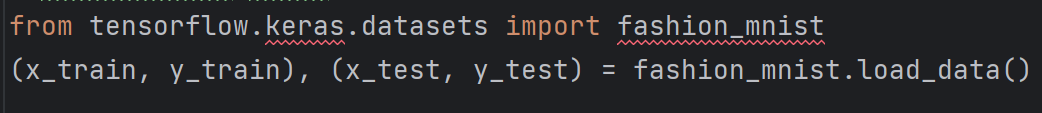 from tensorflow.keras.datasets import fashion_mnist
(x_train, y_train), (x_test, y_test) = fashion_mnist.load_data()